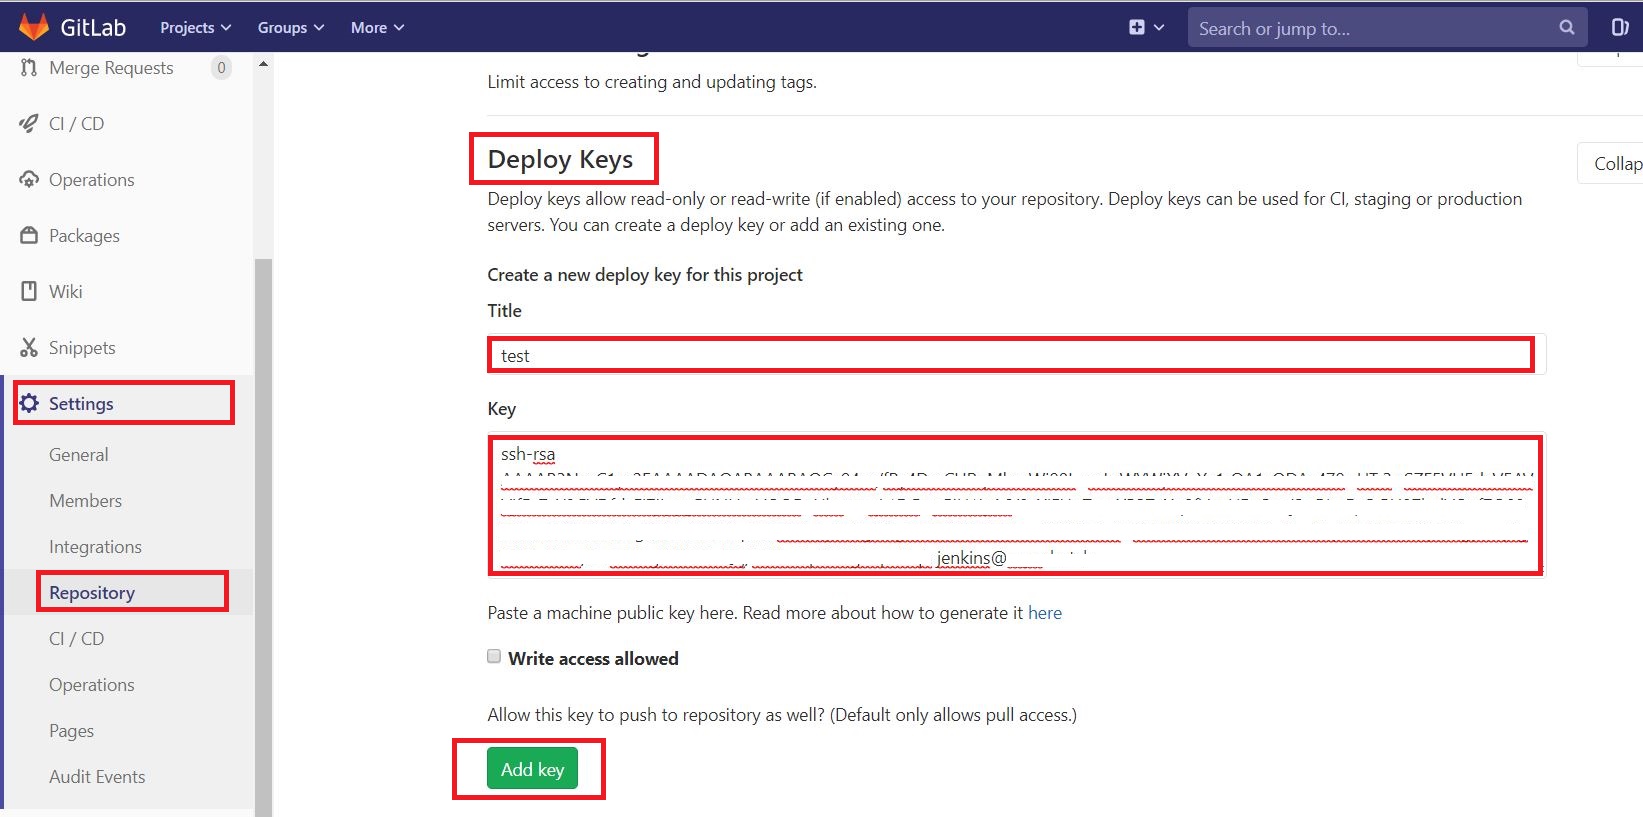 GitLab Projects Groups More Search or jump to...
Merge Requests 0
CI / CD
Operations
Packages
Wiki
Snippets
Settings
General
Members
Integrations
Repository
CI / CD
Operations
Pages
Audit Events
Limit access to creating and updating tags.
Deploy Keys
Collap
Deploy keys allow read-only or read-write (if enabled) access to your repository. Deploy keys can be used for CI, staging or production
servers. You can create a deploy key or add an existing one.
Create a new deploy key for this project
Title
test
Key
ssh-rsa
jenkins@
Paste a machine public key here. Read more about how to generate it here
Write access allowed
Allow this key to push to repository as well? (Default only allows pull access.)
Add key